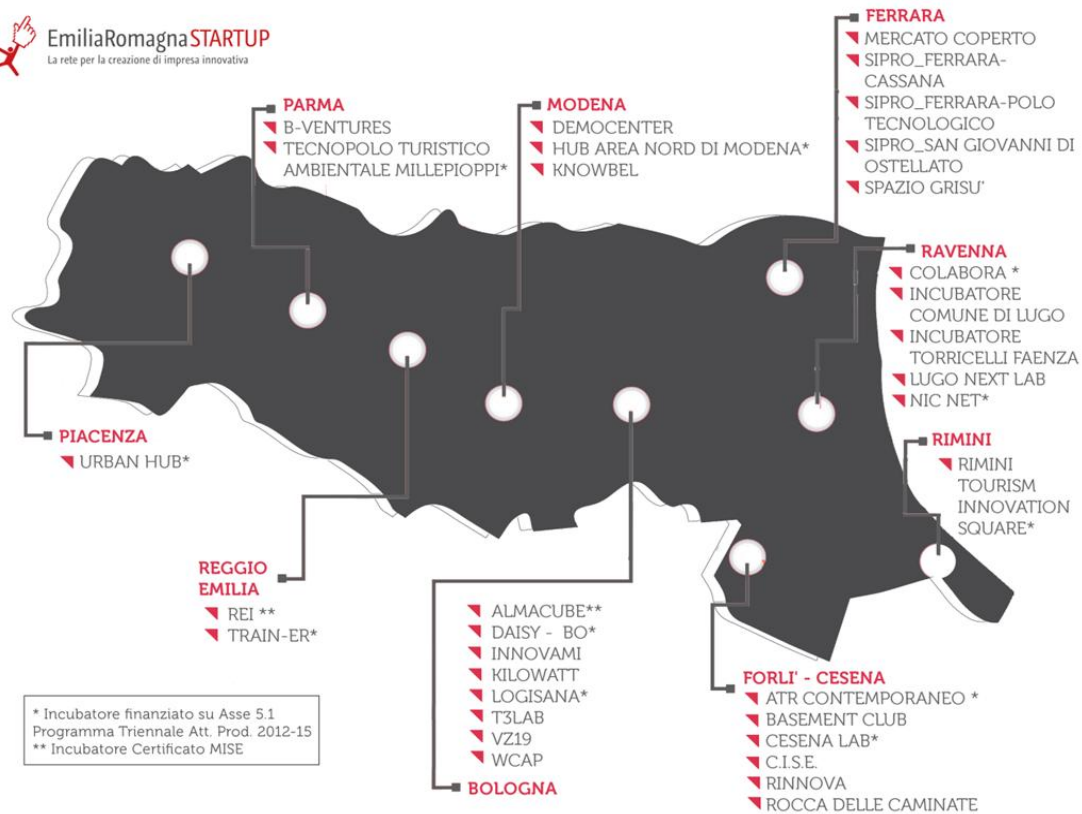 EmiliaRomagnaSTARTUP
La rete per la creazione di impresa innovativa
PARMA
B-VENTURES
TECNOPOLO TURISTICO
AMBIENTALE MILLEPIOPPI*
MODENA
DEMOCENTER
HUB AREA NORD DI MODENA*
KNOWBEL
FERRARA
MERCATO COPERTO
SIPRO_FERRARA-
CASSANA
SIPRO_FERRARA-POLO
TECNOLOGICO
SIPRO_SAN GIOVANNI DI
OSTELLATO
SPAZIO GRISU'
RAVENNA
COLABORA *
INCUBATORE
COMUNE DI LUGO
INCUBATORE
TORRICELLI FAENZA
LUGO NEXT LAB
NIC NET*
PIACENZA
URBAN HUB*
RIMINI
RIMINI
TOURISM
INNOVATION
SQUARE*
REGGIO
EMILIA
REI **
TRAIN-ER*
ALMACUBE**
DAISY - BO*
INNOVAMI
KILOWATT
LOGISANA*
T3LAB
VZ19
WCAP
BOLOGNA
FORLI' - CESENA
ATR CONTEMPORANEO *
BASEMENT CLUB
CESENA LAB*
C.I.S.E.
RINNOVA
ROCCA DELLE CAMINATE
* Incubatore finanziato su Asse 5.1
Programma Triennale Att. Prod. 2012-15
** Incubatore Certificato MISE